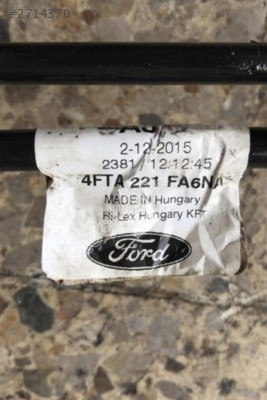 #2714370
2-12-2015
2381 / 12:12:45
4FTA 221 FA6NA
MADE IN Hungary
Hi-Lex Hungary KFT
Ford